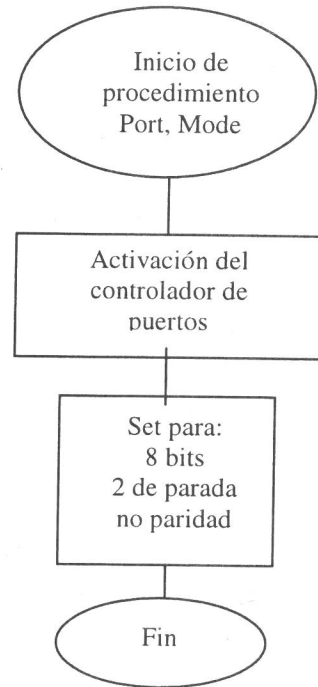 Inicio de
procedimiento
Port, Mode
Activación del
controlador de
puertos
Set para:
8 bits
2 de parada
no paridad
Fin